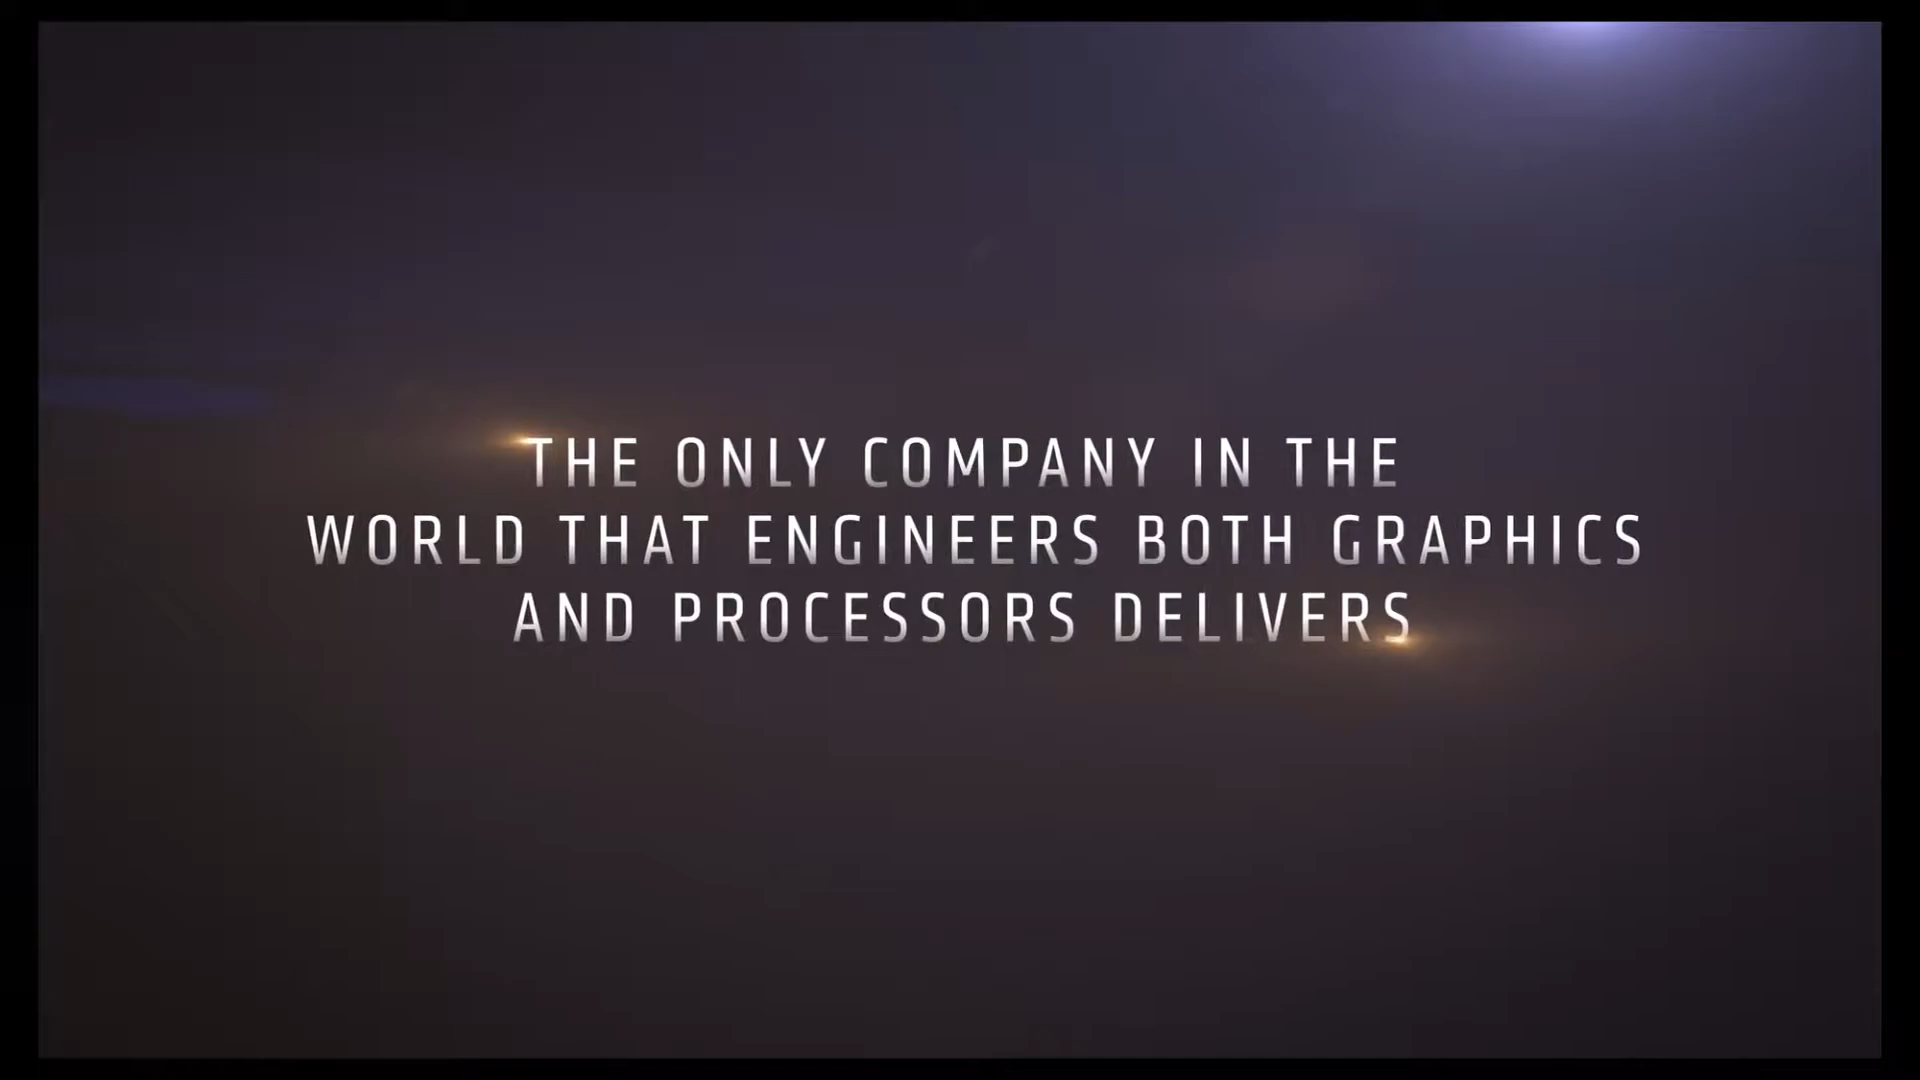 THE ONLY COMPANY IN THE
WORLD THAT ENGINEERS BOTH GRAPHICS
AND PROCESSORS DELIVERS